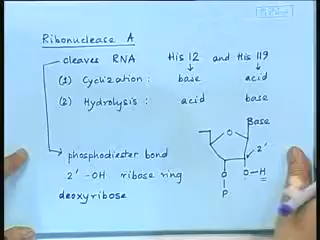 Ribonuclease A
cleaves RNA His 12 and His 119
(1) Cyclization : base acid
(2) Hydrolysis : acid base
Base
O
2'
phosphodiester bond
O O-H
2'-OH ribose ring
P
deoxyribose